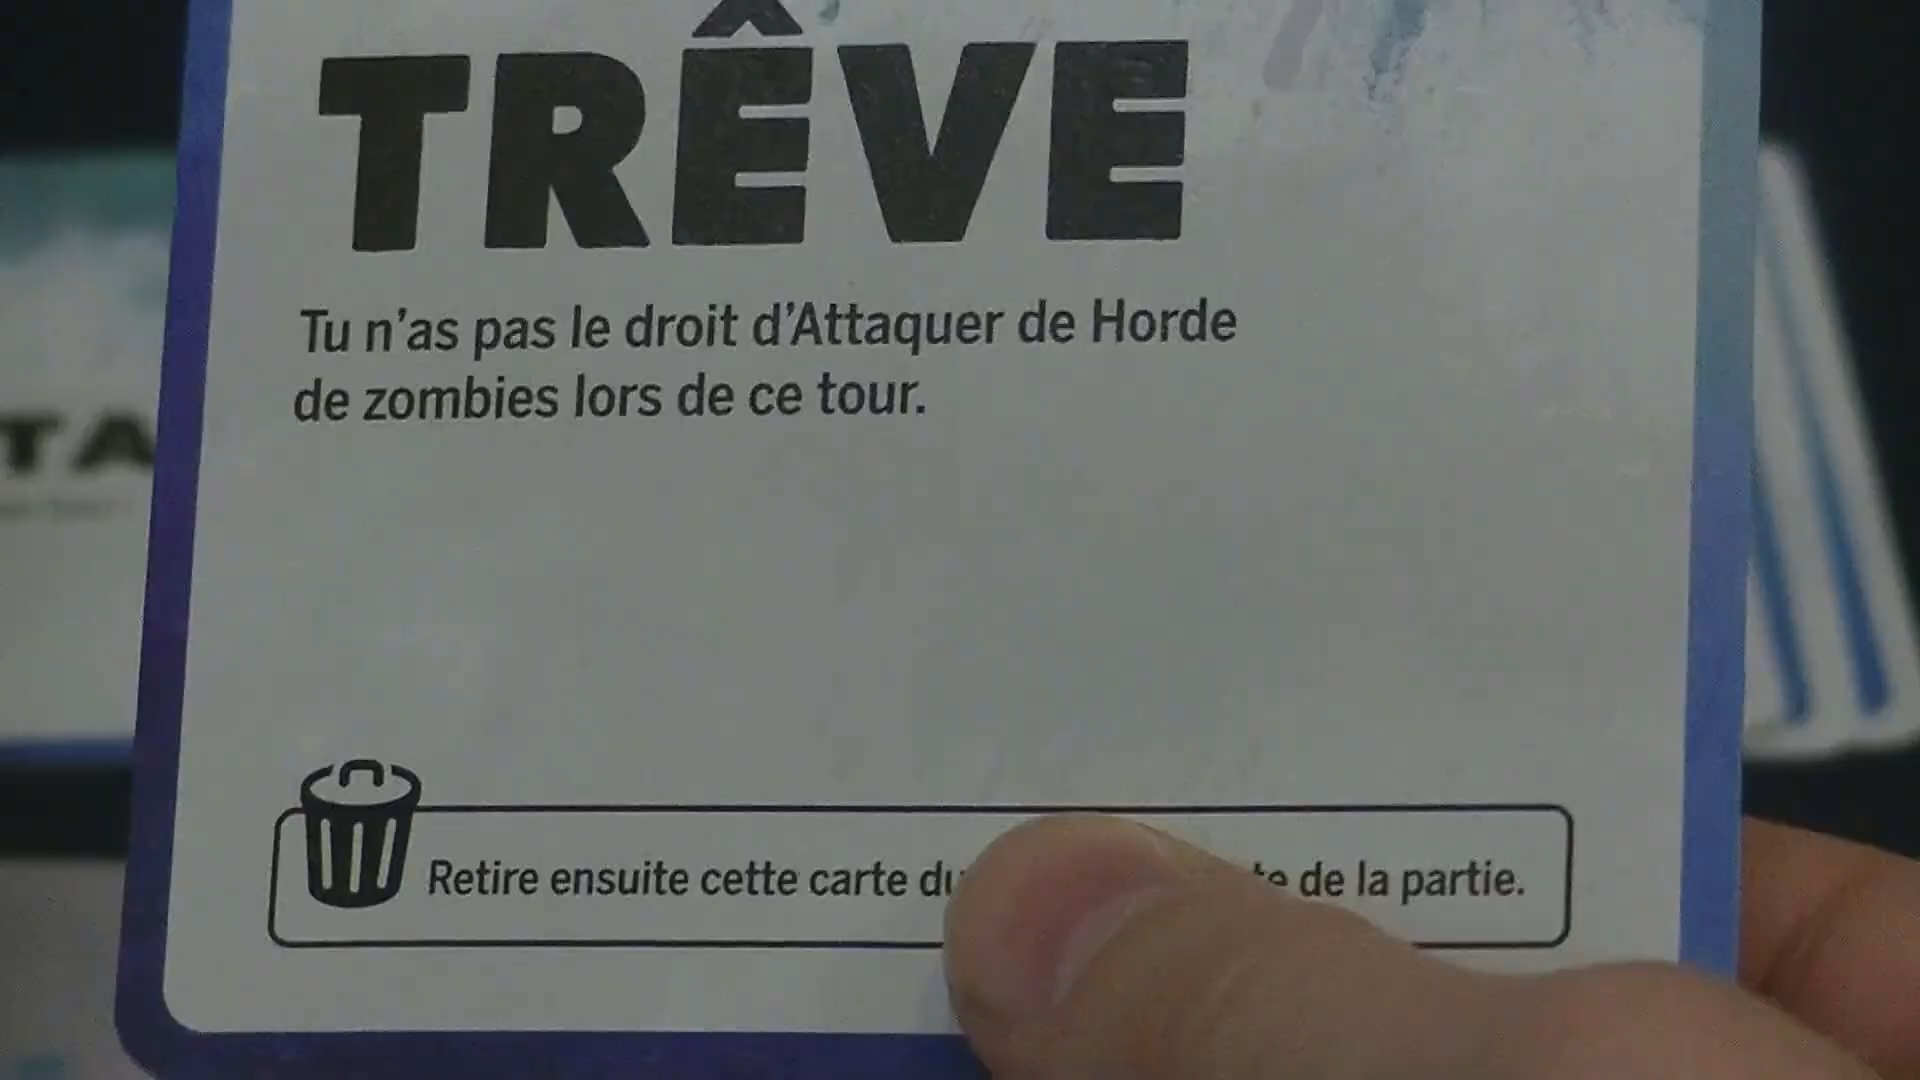 TRÊVE
Tu n'as pas le droit d'Attaquer de Horde
de zombies lors de ce tour.
Retire ensuite cette carte de la partie.
TA